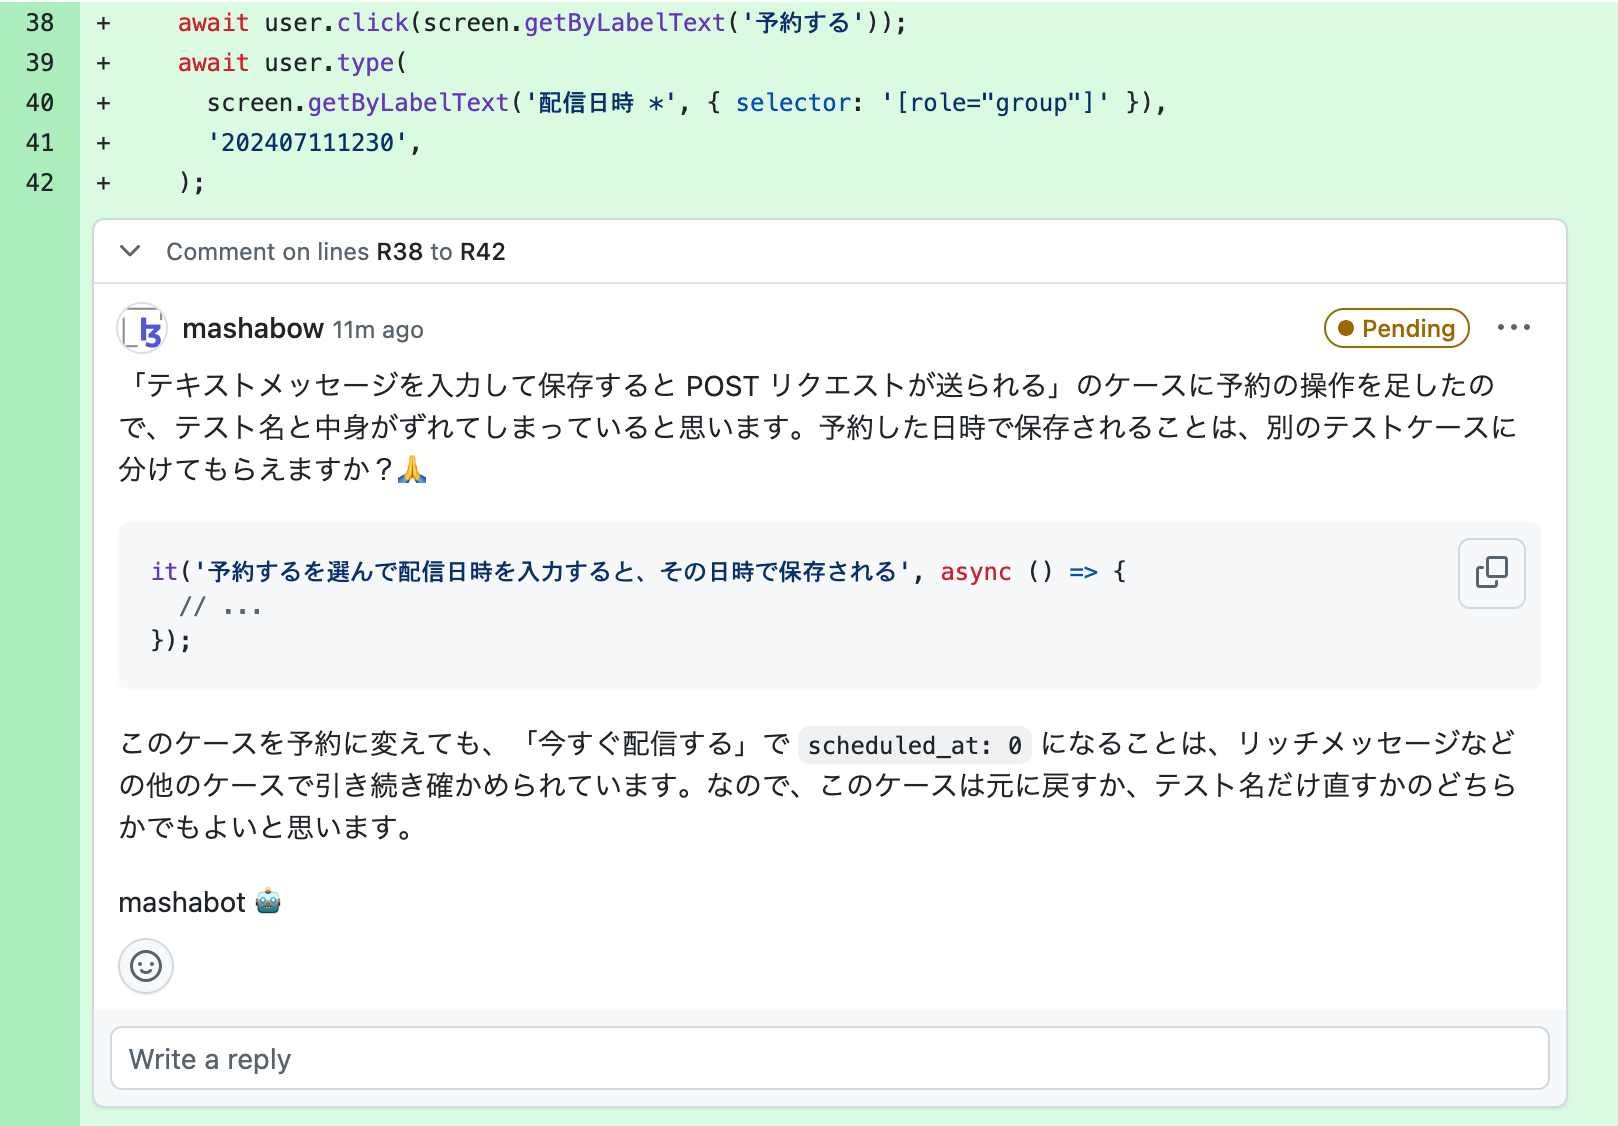 38 + await user.click(screen.getByLabelText('予約する'));
39 + await user.type(
40 + screen.getByLabelText('配信日時 *', { selector: '[role="group"]' }),
41 + '202407111230',
42 + );
Comment on lines R38 to R42
mashabow 11m ago Pending
「テキストメッセージを入力して保存すると POST リクエストが送られる」のケースに予約の操作を足したの
で、テスト名と中身がずれてしまっていると思います。予約した日時で保存されることは、別のテストケースに
分けてもらえますか？🙏
it('予約するを選んで配信日時を入力すると、その日時で保存される', async () => {
// ...
});
このケースを予約に変えても、「今すぐ配信する」で scheduled_at: 0 になることは、リッチメッセージなど
の他のケースで引き続き確かめられています。なので、このケースは元に戻すか、テスト名だけ直すかのどちら
かでもよいと思います。
mashabot 🤖
Write a reply